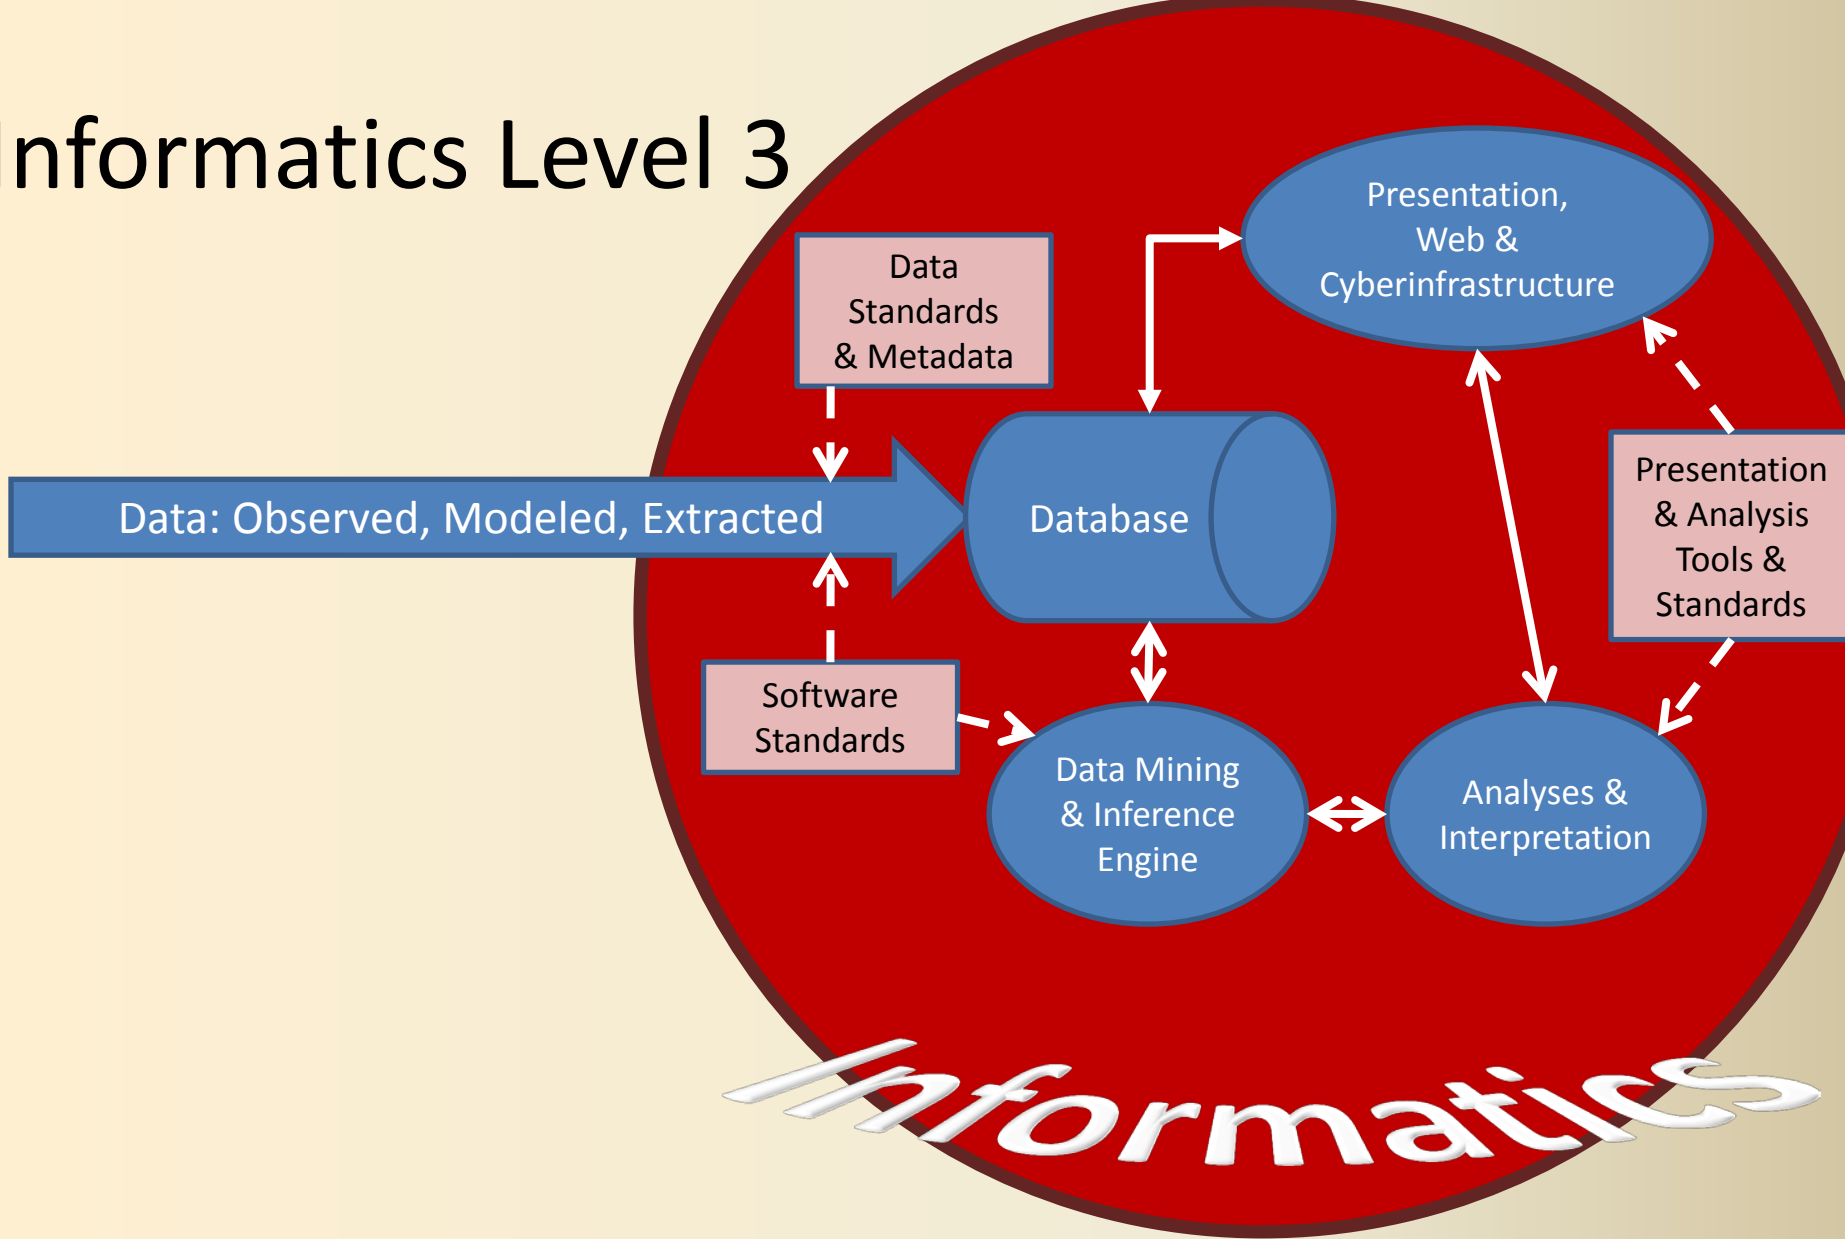 Informatics Level 3
Presentation,
Web &
Cyberinfrastructure
Data
Standards
& Metadata
Presentation
& Analysis
Tools &
Standards
Data: Observed, Modeled, Extracted
Database
Software
Standards
Data Mining
& Inference
Engine
Analyses &
Interpretation
Informatics